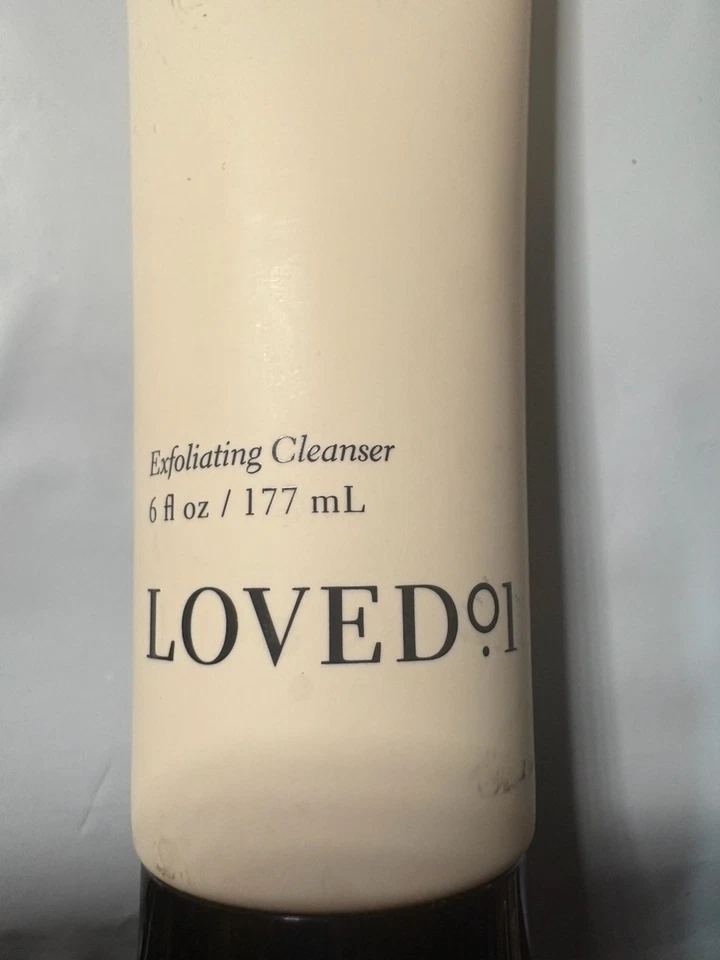 Exfoliating Cleanser
6 fl oz / 177 mL
LOVED01